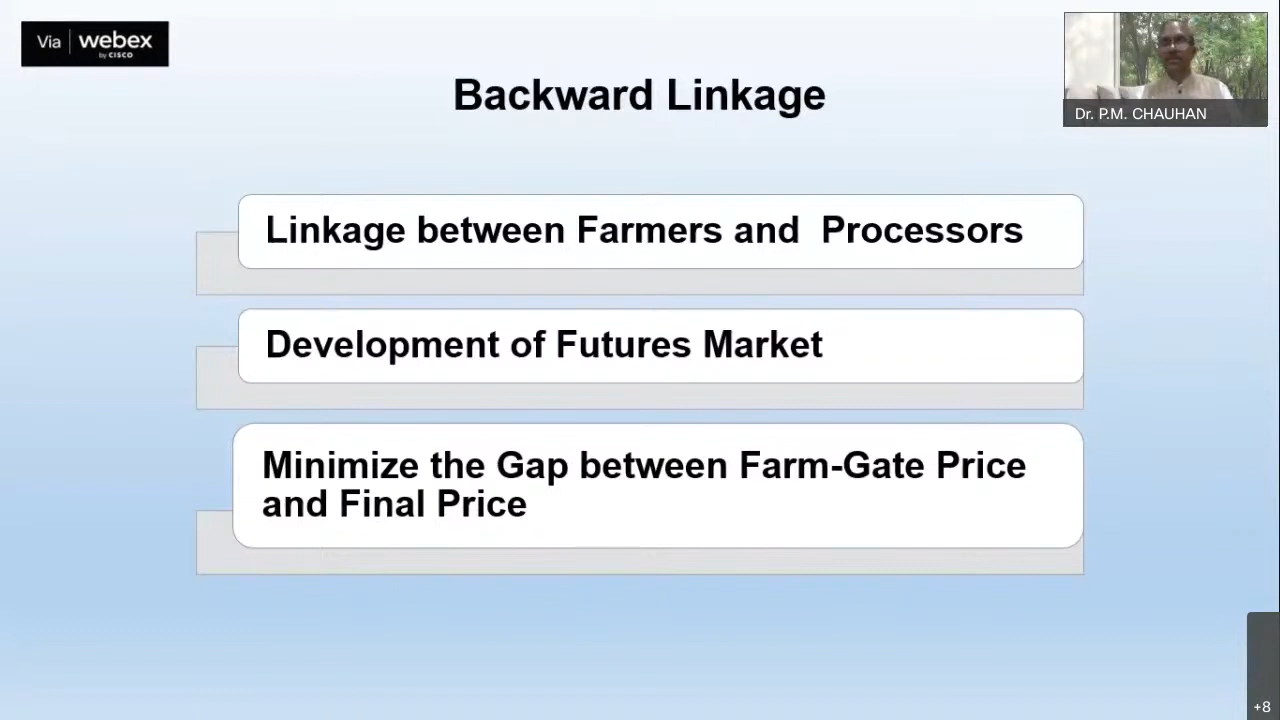 Via webex
by CISCO
Dr. P.M. CHAUHAN
Backward Linkage
Linkage between Farmers and  Processors
Development of Futures Market
Minimize the Gap between Farm-Gate Price
and Final Price
+8